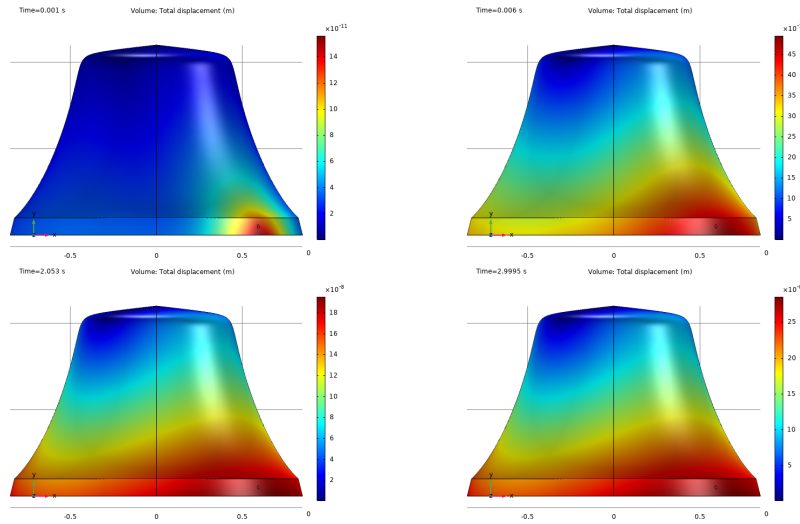 Time=0.001 s Volume: Total displacement (m)
×10⁻¹¹
14
12
10
8
6
4
2
y
z x
-0.5 0 0.5 0
Time=0.006 s Volume: Total displacement (m)
45
40
35
30
25
20
15
10
5
y
z x
-0.5 0 0.5 0
Time=2.053 s Volume: Total displacement (m)
18
16
14
12
10
8
6
4
2
y
z x
-0.5 0 0.5 0
Time=2.9995 s Volume: Total displacement (m)
25
20
15
10
5
y
z x
-0.5 0 0.5 0